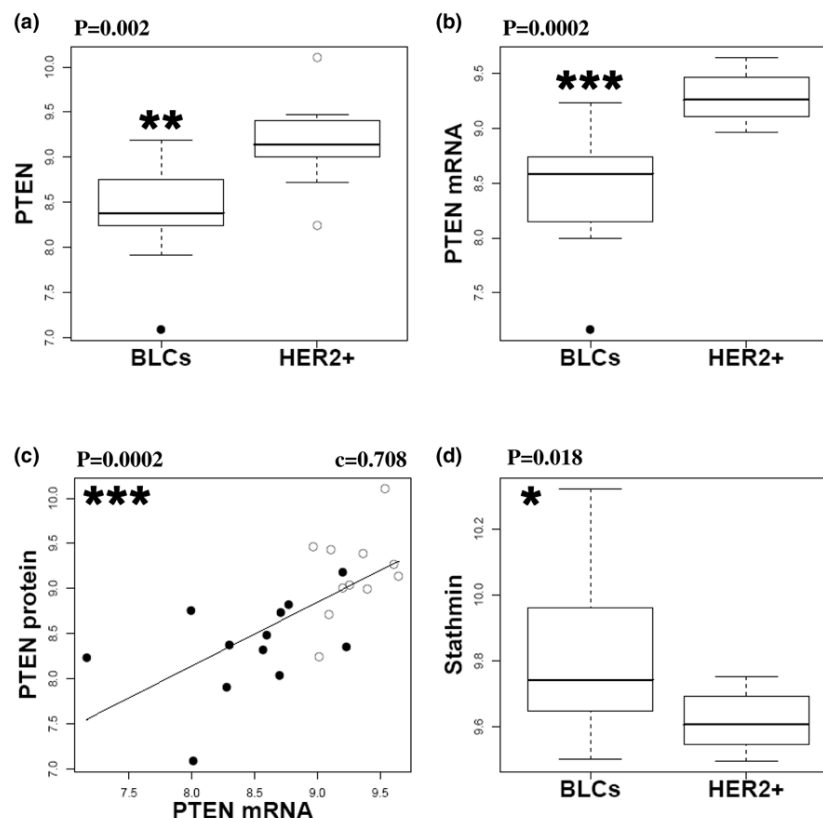 (a)
P=0.002
PTEN
10.0
9.5
9.0
8.5
8.0
7.5
7.0
**
BLCs
HER2+
(b)
P=0.0002
PTEN mRNA
9.5
9.0
8.5
8.0
7.5
***
BLCs
HER2+
(c)
P=0.0002
c=0.708
***
PTEN protein
10.0
9.5
9.0
8.5
8.0
7.5
7.0
7.5
8.0
8.5
9.0
9.5
PTEN mRNA
(d)
P=0.018
*
Stathmin
10.2
10.0
9.8
9.6
BLCs
HER2+